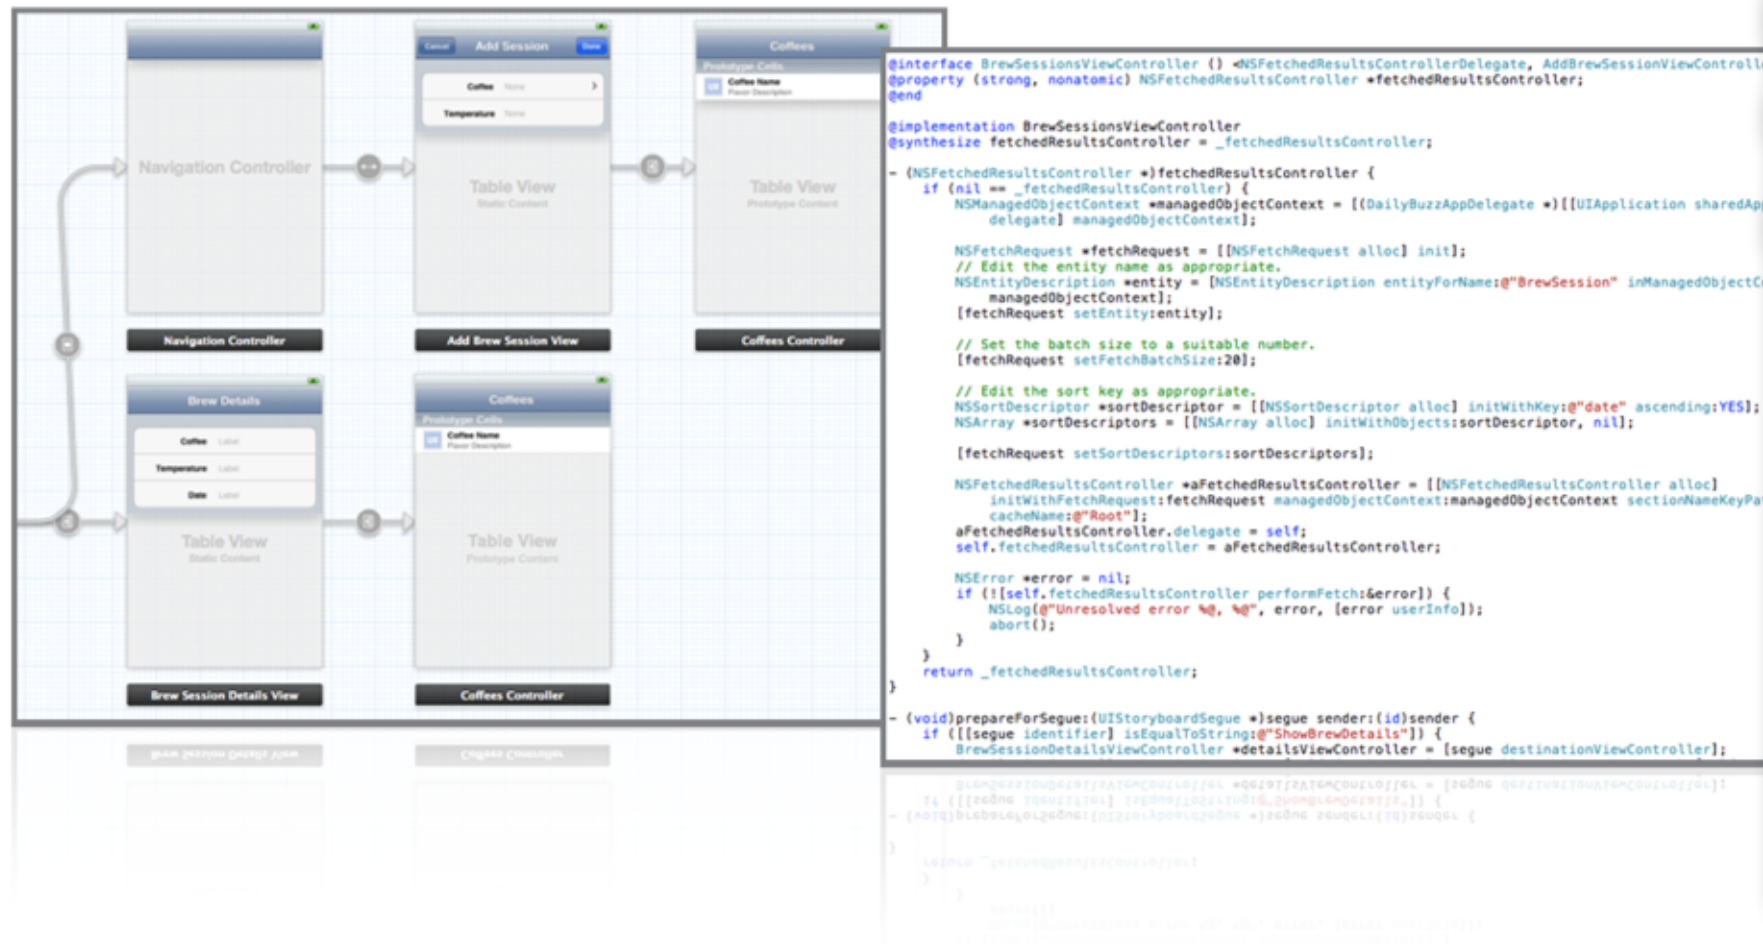 Navigation Controller
Navigation Controller
Cancel Add Session Done
Coffee None
Temperature None
Table View
Static Content
Add Brew Session View
Coffees
Prototype Cells
Coffee Name
Flavor Description
Table View
Prototype Content
Coffees Controller
Brew Details
Coffee Label
Temperature Label
Date Label
Table View
Static Content
Brew Session Details View
Coffees
Prototype Cells
Coffee Name
Flavor Description
Table View
Prototype Content
Coffees Controller
@interface BrewSessionsViewController () <NSFetchedResultsControllerDelegate, AddBrewSessionViewControll
@property (strong, nonatomic) NSFetchedResultsController *fetchedResultsController;
@end
@implementation BrewSessionsViewController
@synthesize fetchedResultsController = _fetchedResultsController;
- (NSFetchedResultsController *)fetchedResultsController {
if (nil == _fetchedResultsController) {
NSManagedObjectContext *managedObjectContext = [(DailyBuzzAppDelegate *)[[UIApplication sharedAp
delegate] managedObjectContext];
NSFetchRequest *fetchRequest = [[NSFetchRequest alloc] init];
// Edit the entity name as appropriate.
NSEntityDescription *entity = [NSEntityDescription entityForName:@"BrewSession" inManagedObjectC
managedObjectContext];
[fetchRequest setEntity:entity];
// Set the batch size to a suitable number.
[fetchRequest setFetchBatchSize:20];
// Edit the sort key as appropriate.
NSSortDescriptor *sortDescriptor = [[NSSortDescriptor alloc] initWithKey:@"date" ascending:YES];
NSArray *sortDescriptors = [[NSArray alloc] initWithObjects:sortDescriptor, nil];
[fetchRequest setSortDescriptors:sortDescriptors];
NSFetchedResultsController *aFetchedResultsController = [[NSFetchedResultsController alloc]
initWithFetchRequest:fetchRequest managedObjectContext:managedObjectContext sectionNameKeyPa
cacheName:@"Root"];
aFetchedResultsController.delegate = self;
self.fetchedResultsController = aFetchedResultsController;
NSError *error = nil;
if (![self.fetchedResultsController performFetch:&error]) {
NSLog(@"Unresolved error %@, %@", error, [error userInfo]);
abort();
}
}
return _fetchedResultsController;
}
- (void)prepareForSegue:(UIStoryboardSegue *)segue sender:(id)sender {
if ([[segue identifier] isEqualToString:@"ShowBrewDetails"]) {
BrewSessionDetailsViewController *detailsViewController = [segue destinationViewController];